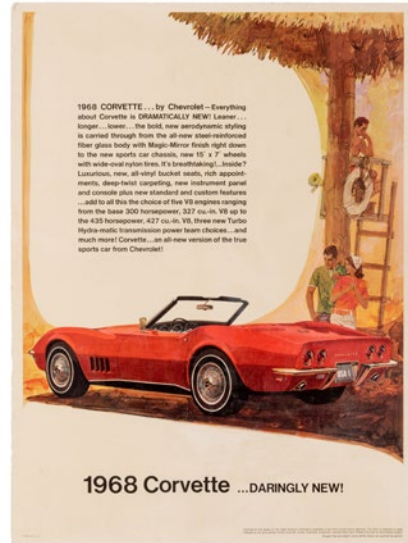 1968 CORVETTE...by Chevrolet—Everything
about Corvette is DRAMATICALLY NEW! Leaner...
longer...lower...the bold, new aerodynamic styling
is carried through from the all-new steel-reinforced
fiber glass body with Magic-Mirror finish right down
to the new sports car chassis, new 15" x 7" wheels
with wide-oval nylon tires. It's breathtaking!...Inside?
Luxurious, new, all-vinyl bucket seats, rich appoint-
ments, deep-twist carpeting, new instrument panel
and console plus new standard and custom features
...add to all this the choice of five V8 engines ranging
from the base 300 horsepower, 327 cu.-in. V8 up to
the 435 horsepower, 427 cu.-in. V8, three new Turbo
Hydra-matic transmission power team choices...and
much more! Corvette...an all-new version of the true
sports car from Chevrolet!
USA-1
1968 Corvette ...DARINGLY NEW!